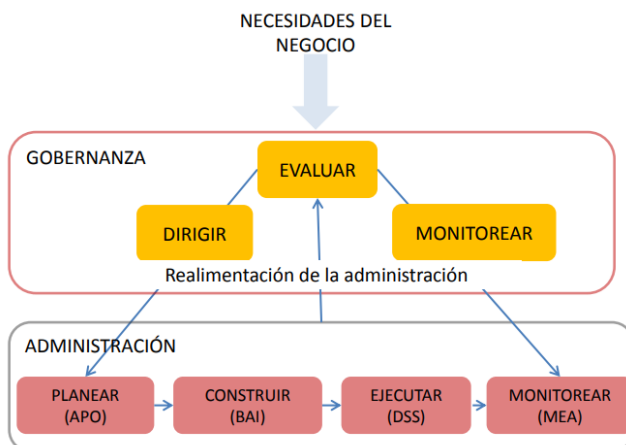 NECESIDADES DEL
NEGOCIO
GOBERNANZA
EVALUAR
DIRIGIR
MONITOREAR
Realimentación de la administración
ADMINISTRACIÓN
PLANEAR
(APO)
CONSTRUIR
(BAI)
EJECUTAR
(DSS)
MONITOREAR
(MEA)